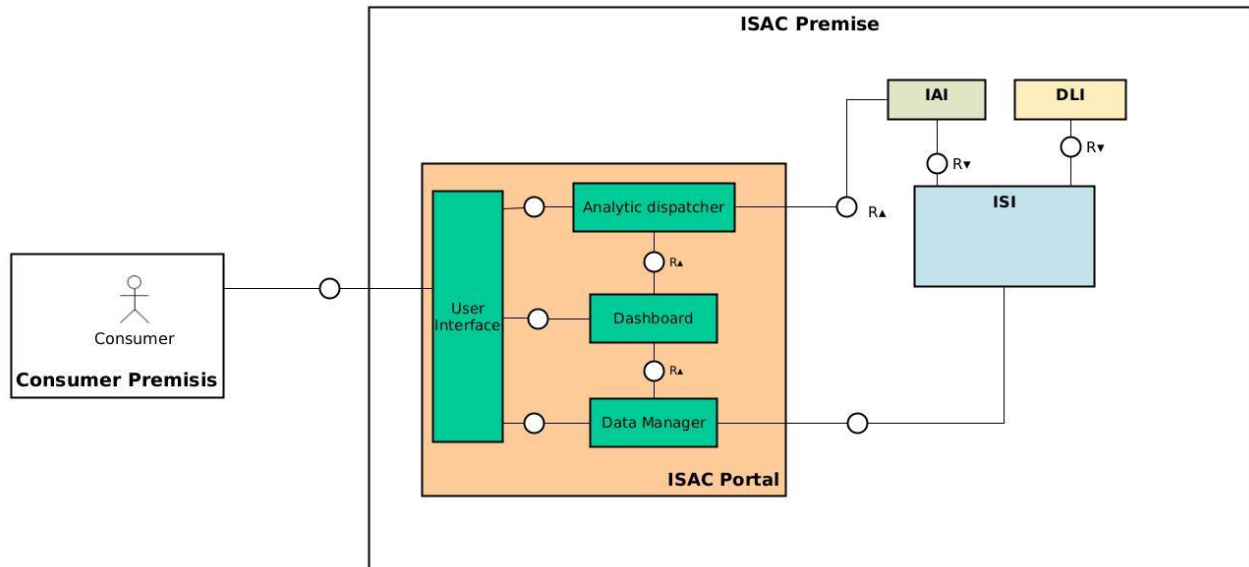 ISAC Premise
IAI
DLI
R▼
R▼
ISI
Analytic dispatcher
R▲
R▲
User
Interface
Dashboard
Consumer
Consumer Premisis
R▲
Data Manager
ISAC Portal